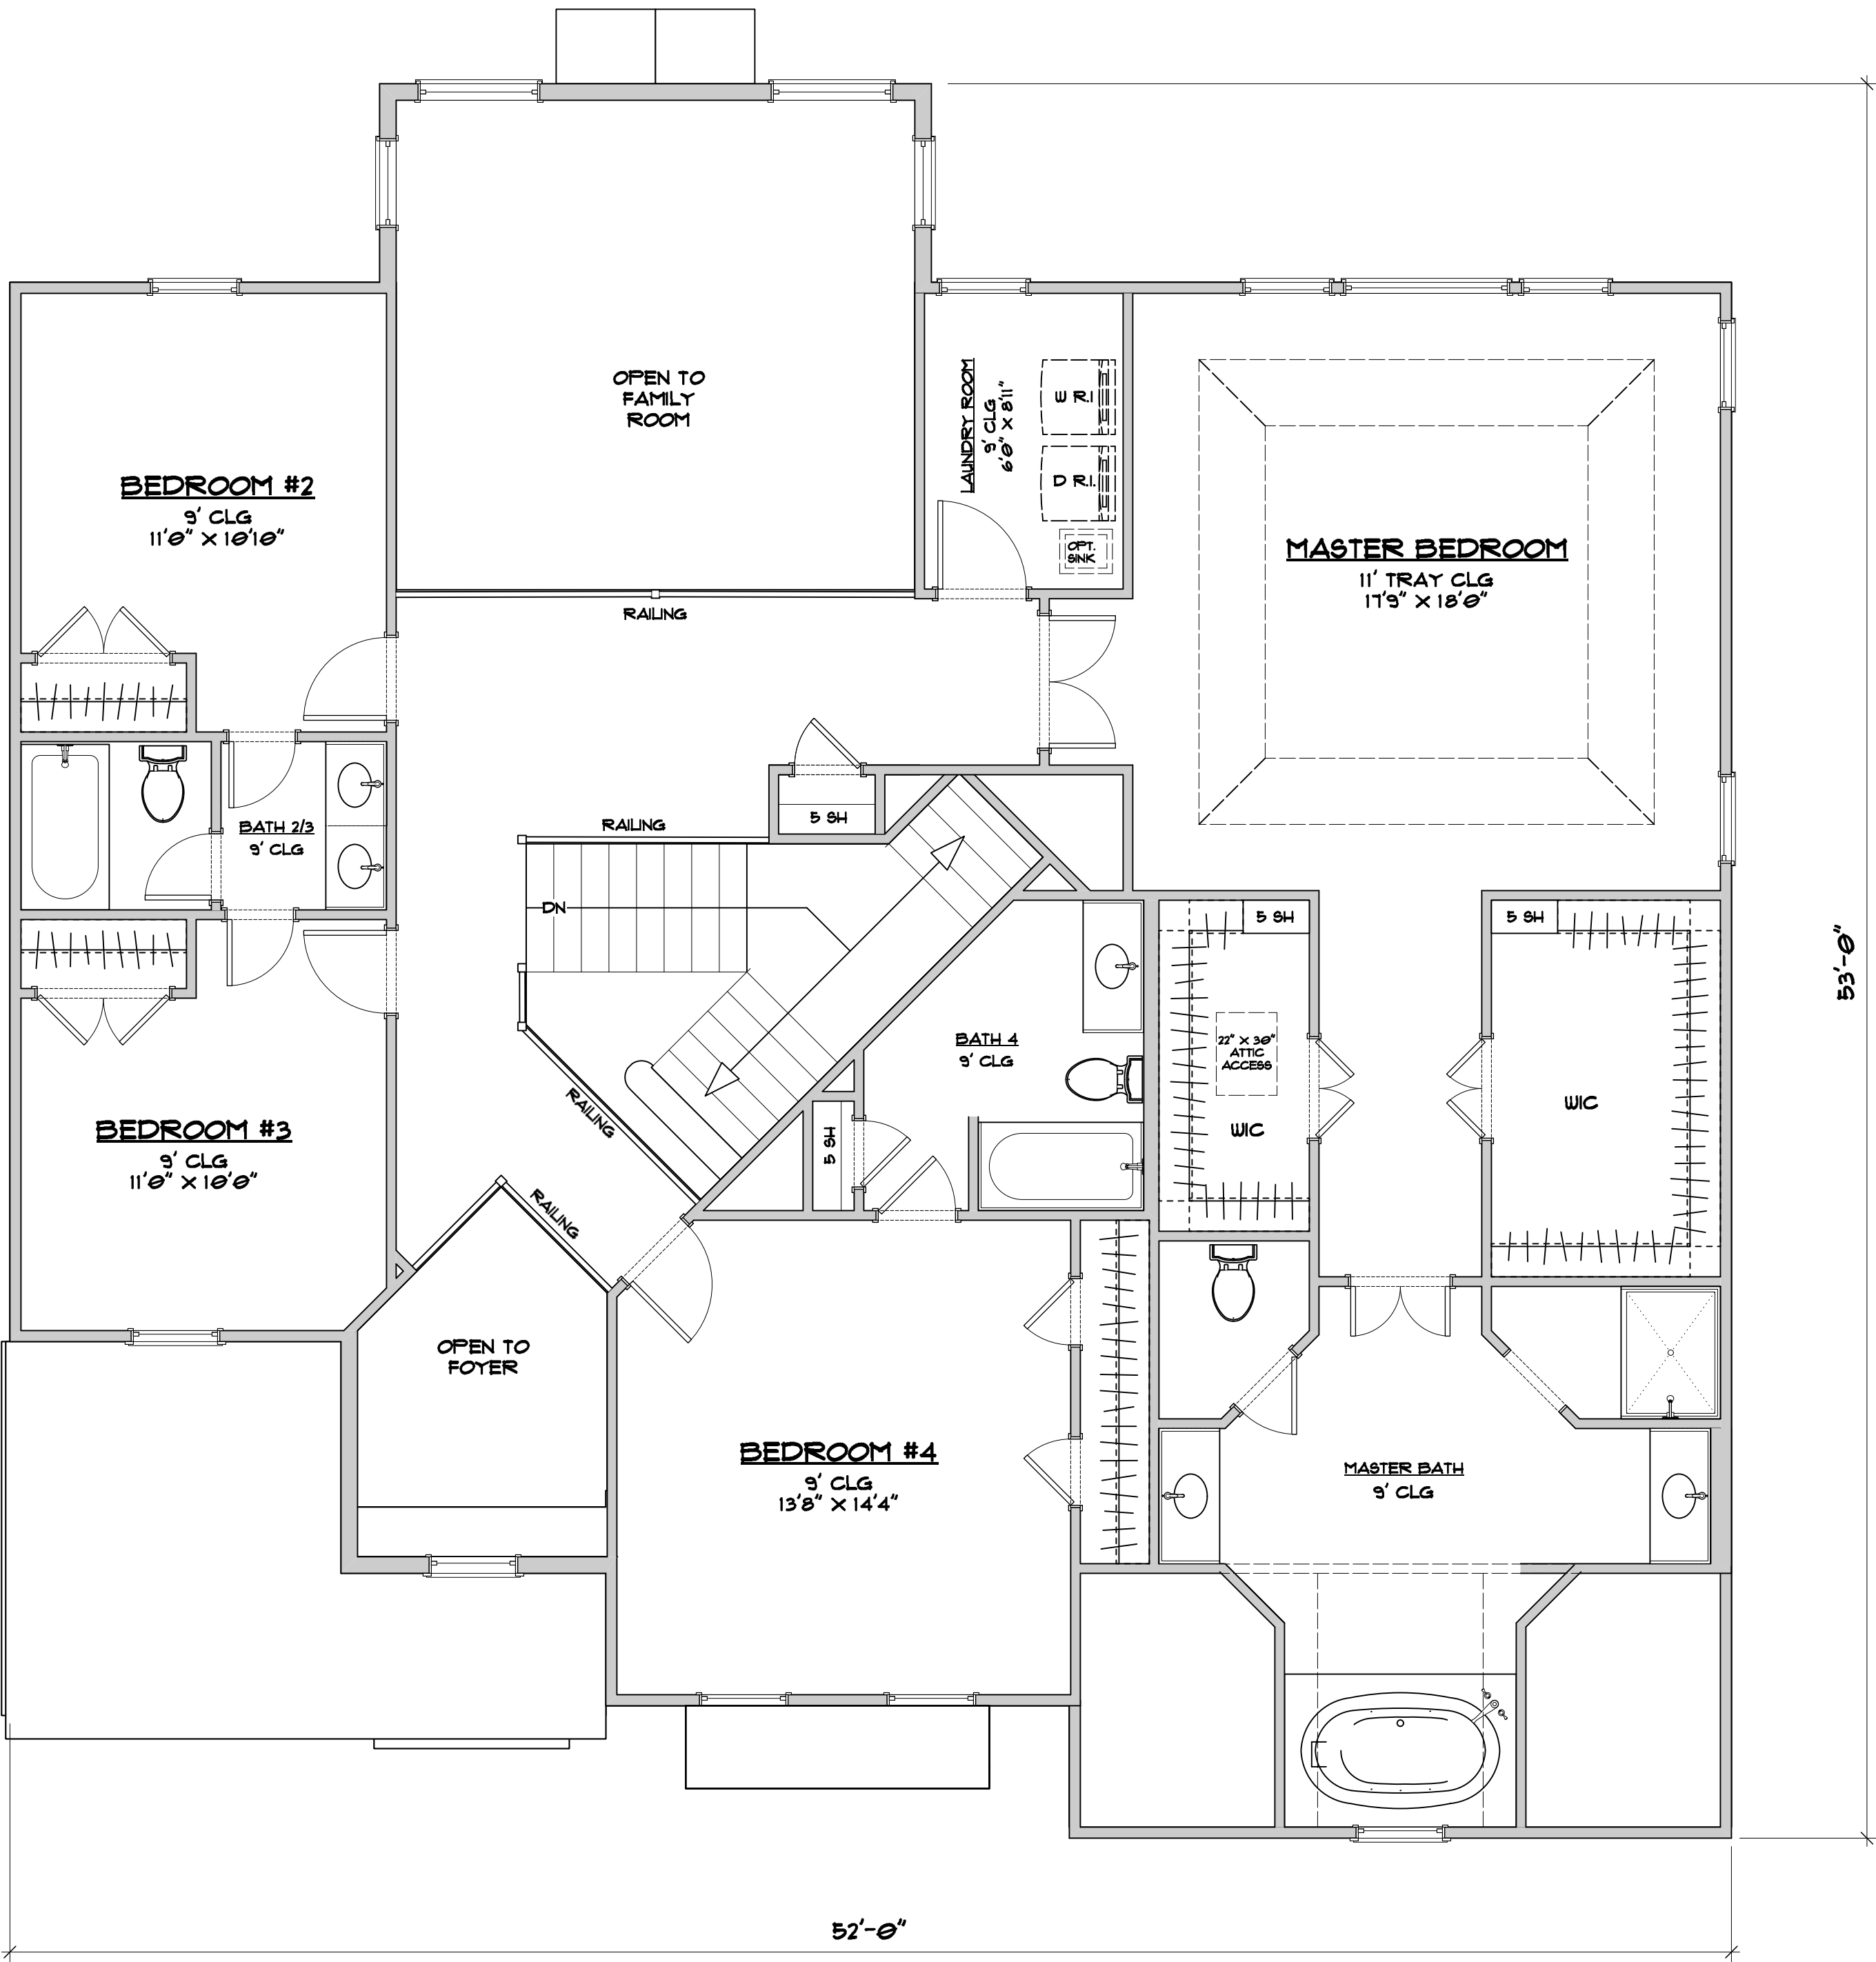 OPEN TO
FAMILY
ROOM
LAUNDRY ROOM
9' CLG
6'0" X 8'11"
W R.I
D R.I.
OPT.
SINK
BEDROOM #2
9' CLG
11'0" X 10'10"
MASTER BEDROOM
11' TRAY CLG
17'9" X 18'0"
RAILING
5 SH
RAILING
BATH 2/3
9' CLG
DN
5 SH
5 SH
53'-0"
BATH 4
9' CLG
22" X 30"
ATTIC
ACCESS
WIC
WIC
RAILING
5 SH
BEDROOM #3
9' CLG
11'0" X 10'0"
RAILING
OPEN TO
FOYER
BEDROOM #4
9' CLG
13'8" X 14'4"
MASTER BATH
9' CLG
52'-0"